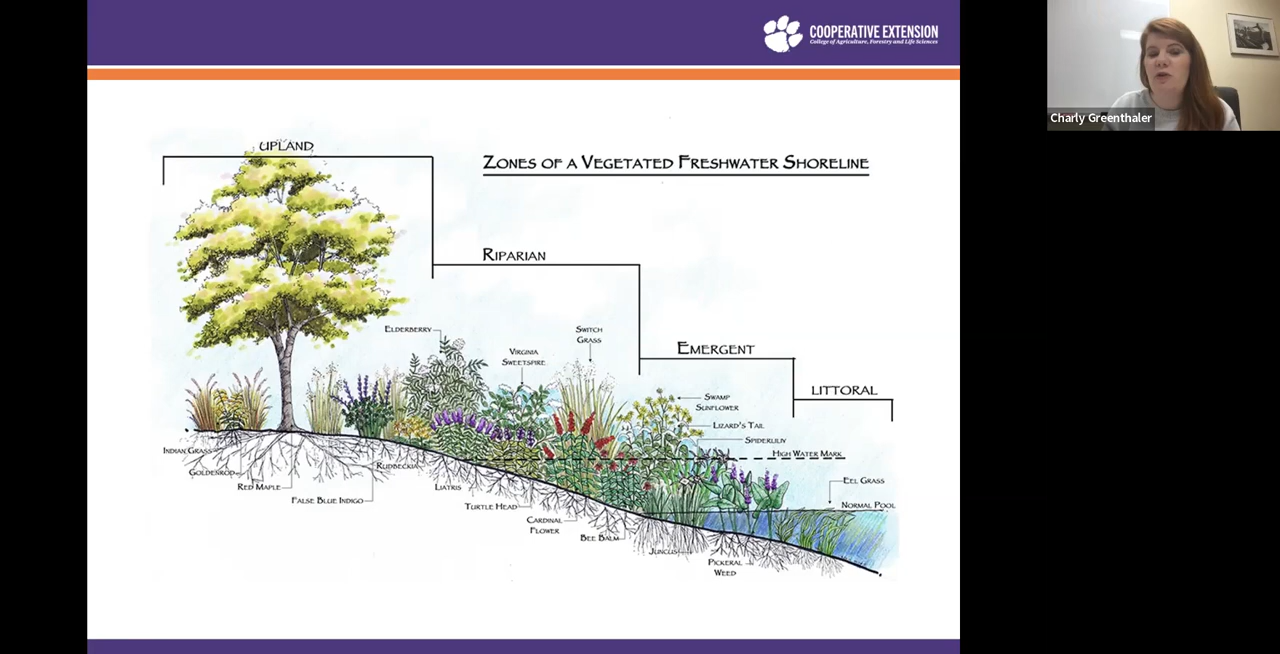 COOPERATIVE EXTENSION
College of Agriculture, Forestry and Life Sciences
Charly Greenthaler
UPLAND
ZONES OF A VEGETATED FRESHWATER SHORELINE
RIPARIAN
ELDERBERRY
SWITCH
GRASS
VIRGINIA
SWEETSPIRE
EMERGENT
LITTORAL
SWAMP
SUNFLOWER
LIZARD'S TAIL
SPIDERLILY
HIGH WATER MARK
INDIAN GRASS
GOLDENROD
RED MAPLE
FALSE BLUE INDIGO
RUDBECKIA
LIATRIS
TURTLE HEAD
CARDINAL
FLOWER
BEE BALM
JUNCUS
PICKERAL
WEED
EEL GRASS
NORMAL POOL